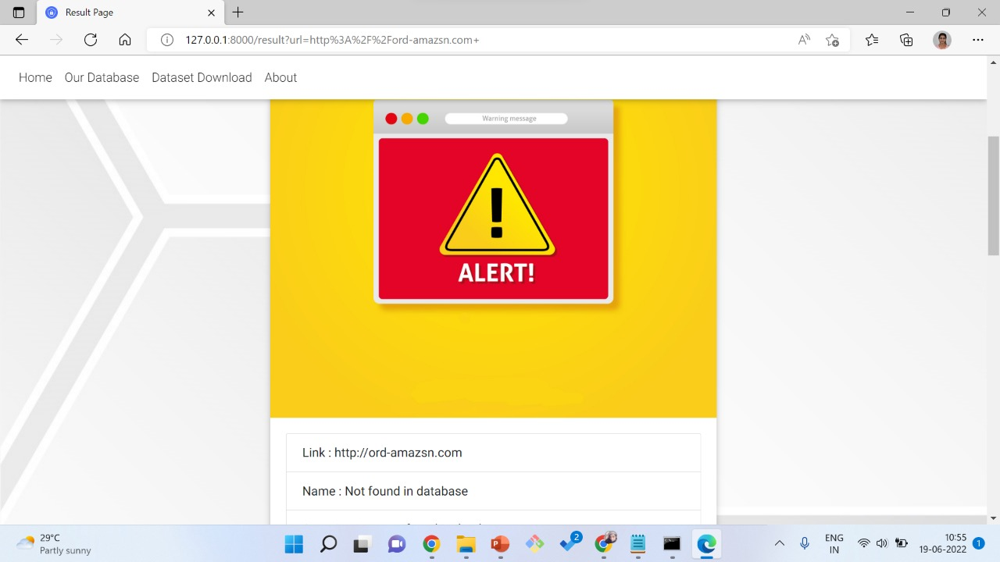 Result Page
127.0.0.1:8000/result?url=http%3A%2F%2Ford-amazsn.com+
Home Our Database Dataset Download About
Warning message
!
ALERT!
Link : http://ord-amazsn.com
Name : Not found in database
29°C
Partly sunny
2
ENG
IN
10:55
19-06-2022
1